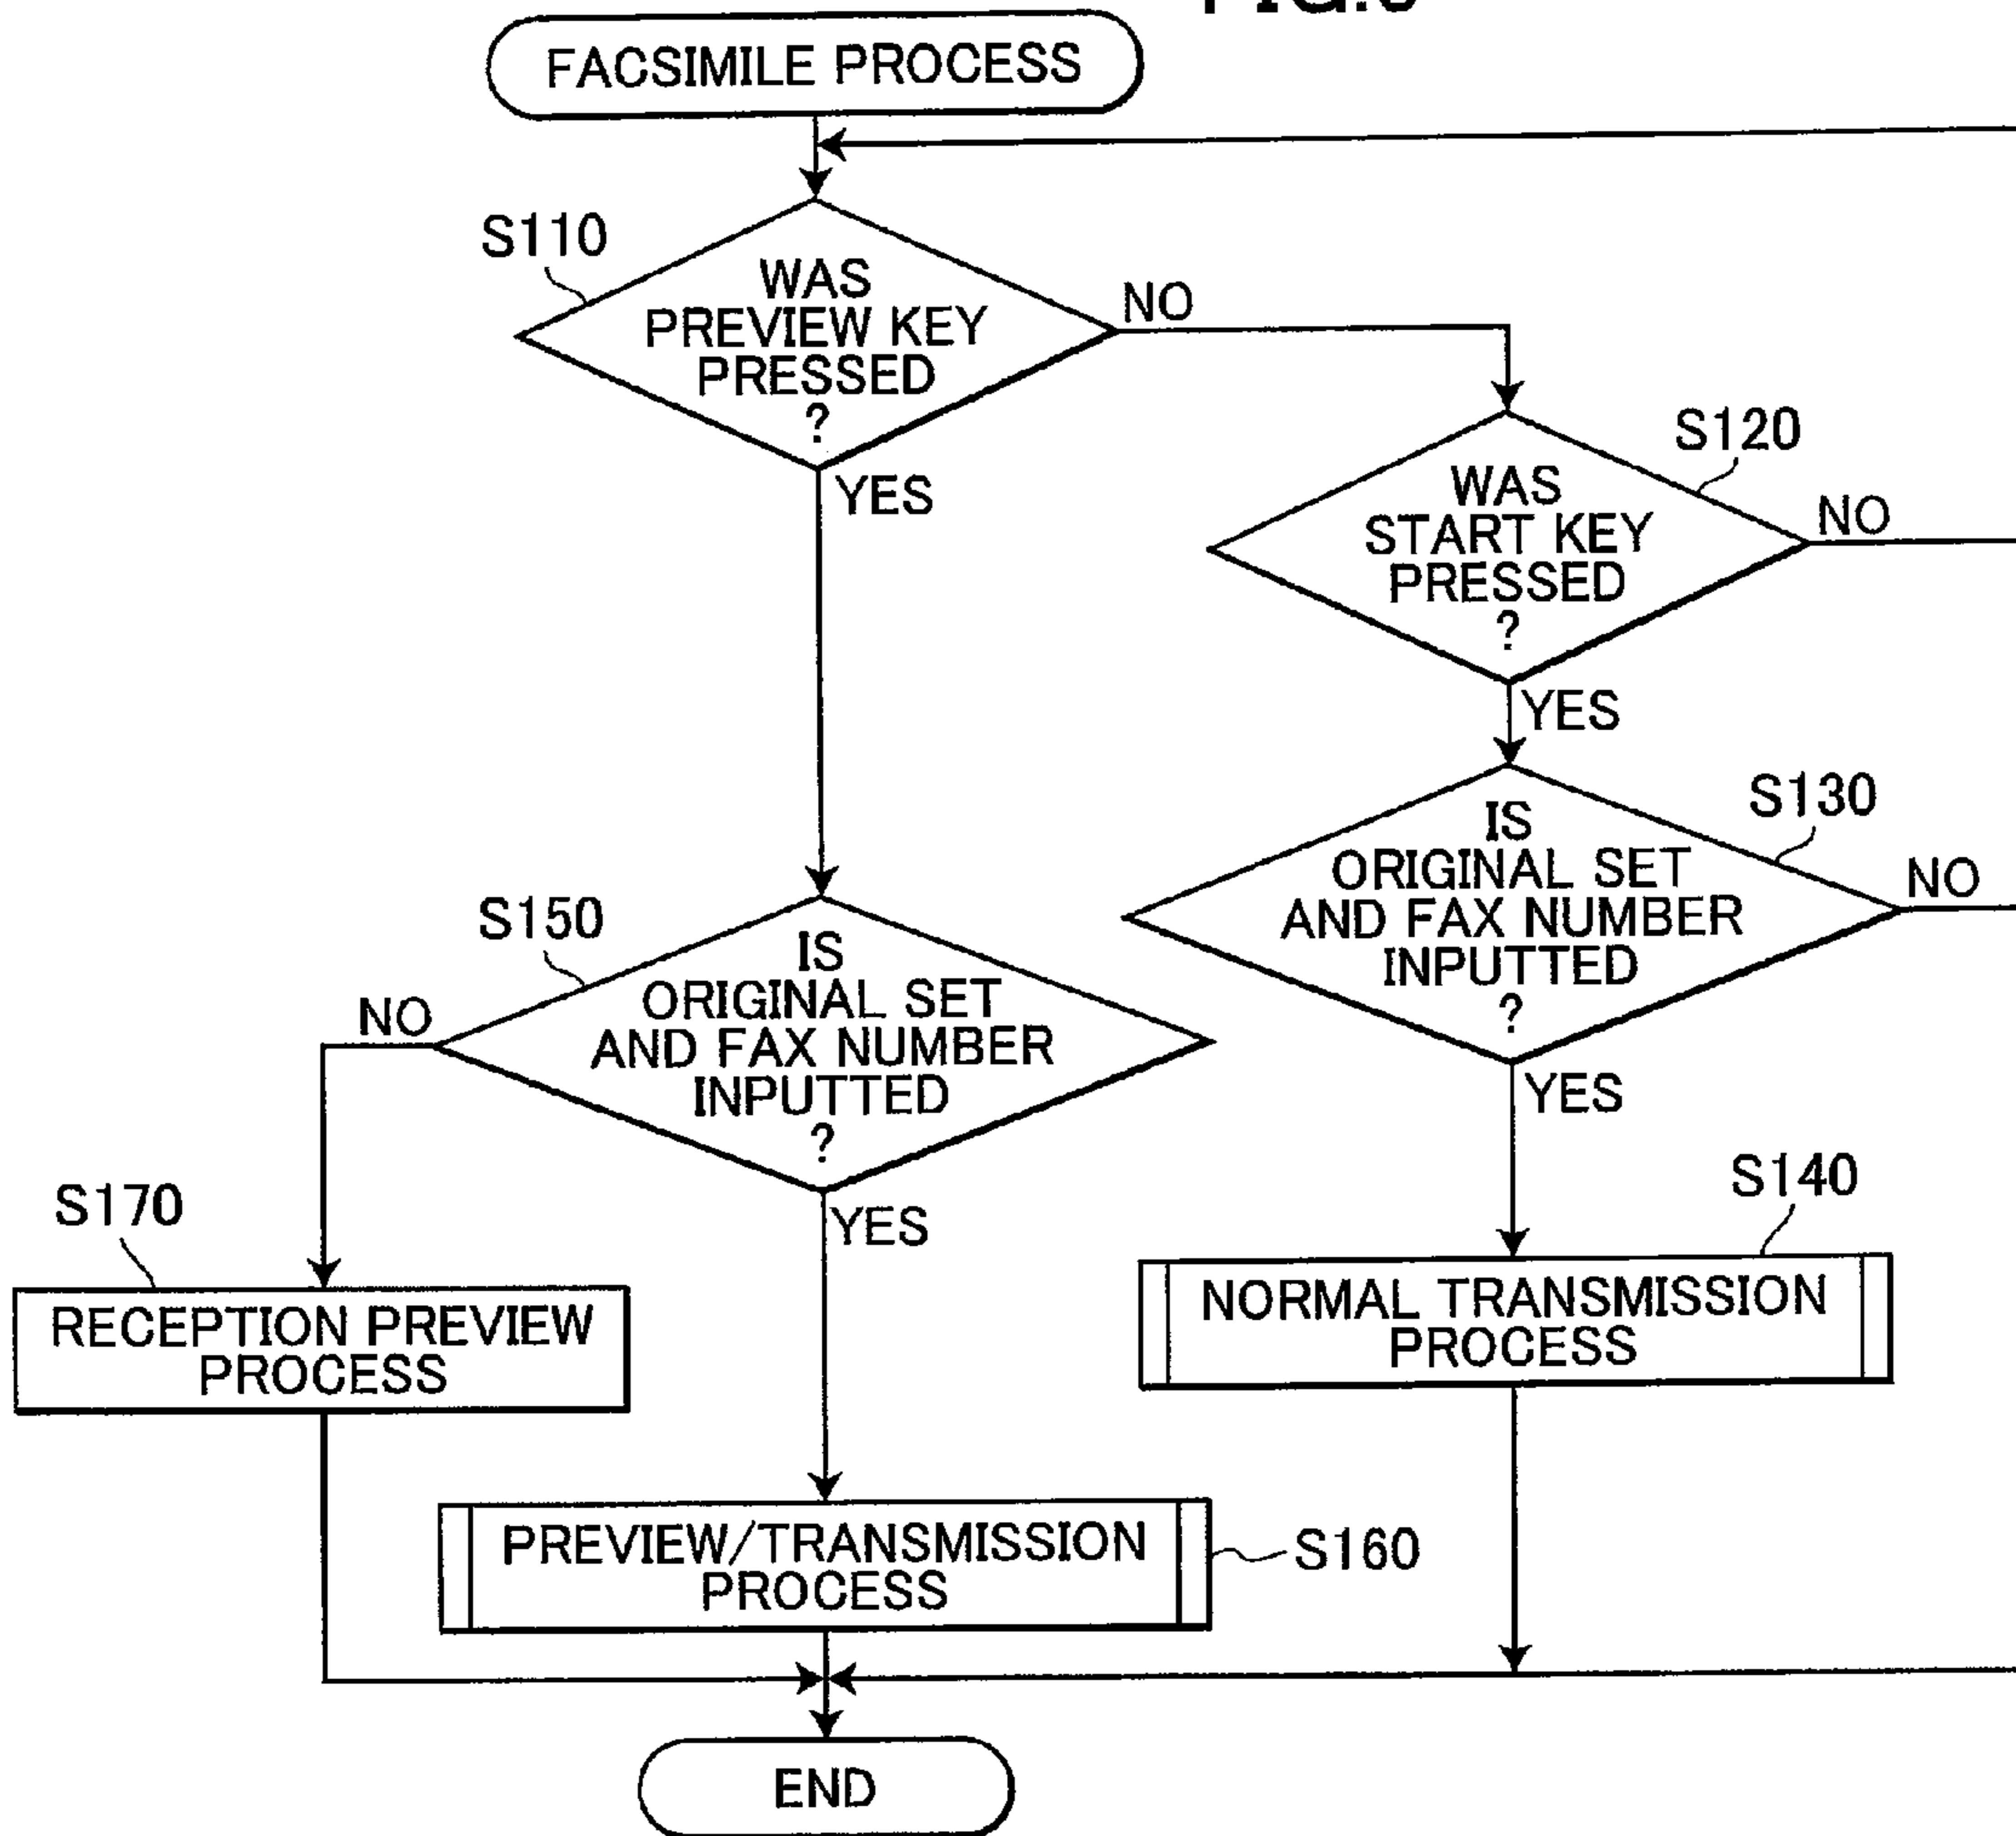 FACSIMILE PROCESS
S110
WAS
PREVIEW KEY
PRESSED
?
NO
YES
S120
WAS
START KEY
PRESSED
?
NO
YES
S130
IS
ORIGINAL SET
AND FAX NUMBER
INPUTTED
?
NO
YES
S150
IS
ORIGINAL SET
AND FAX NUMBER
INPUTTED
?
NO
YES
S140
NORMAL TRANSMISSION
PROCESS
S170
RECEPTION PREVIEW
PROCESS
PREVIEW/TRANSMISSION
PROCESS
S160
END